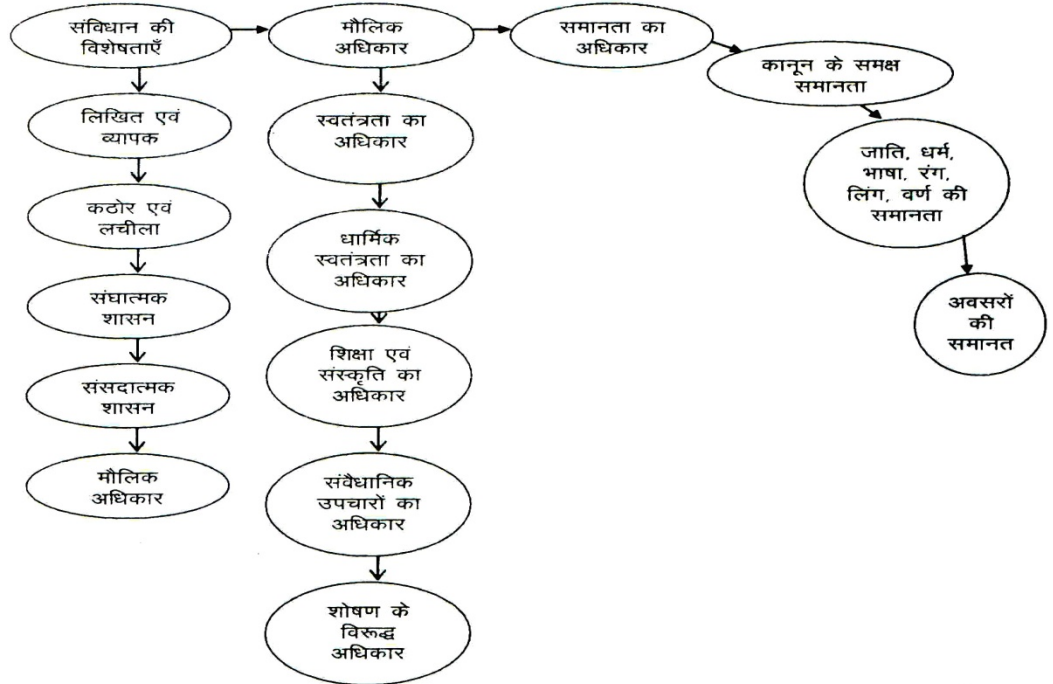 संविधान की
विशेषताएँ
मौलिक
अधिकार
समानता का
अधिकार
कानून के समक्ष
समानता
लिखित एवं
व्यापक
स्वतंत्रता का
अधिकार
जाति, धर्म,
भाषा, रंग,
लिंग, वर्ण की
समानता
कठोर एवं
लचीला
धार्मिक
स्वतंत्रता का
अधिकार
संघात्मक
शासन
अवसरों
की
समानत
शिक्षा एवं
संस्कृति का
अधिकार
संसदात्मक
शासन
मौलिक
अधिकार
संवैधानिक
उपचारों का
अधिकार
शोषण के
विरूद्ध
अधिकार